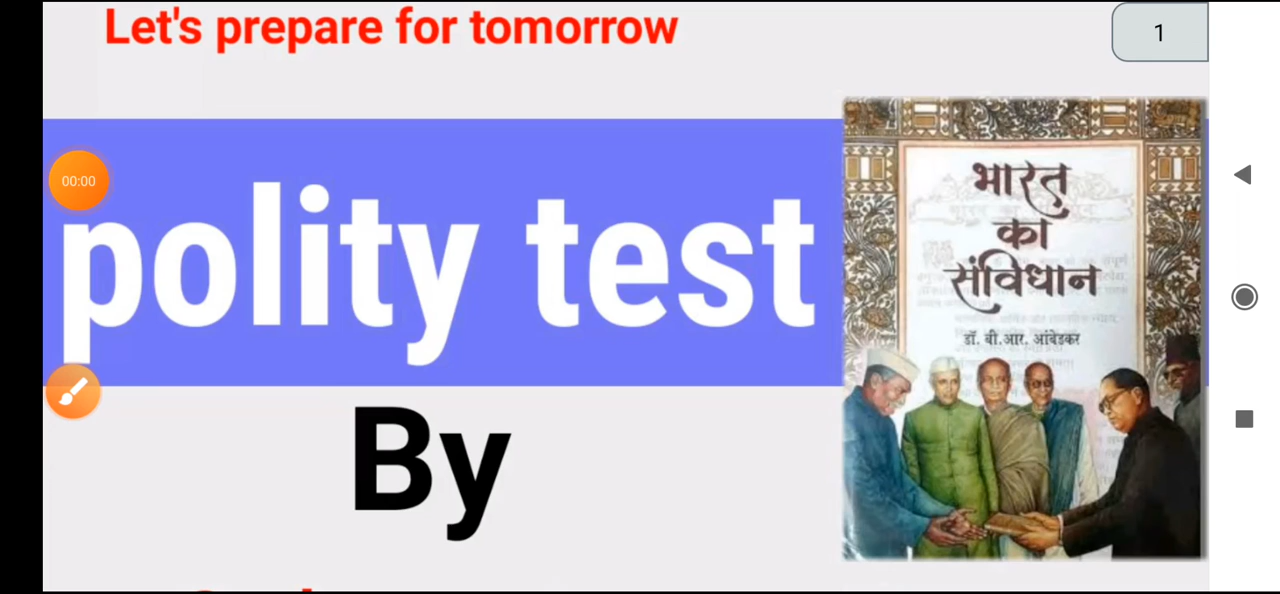 Let's prepare for tomorrow
1
00:00
polity test
भारत
का
संविधान
डॉ. बी.आर. आंबेडकर
By